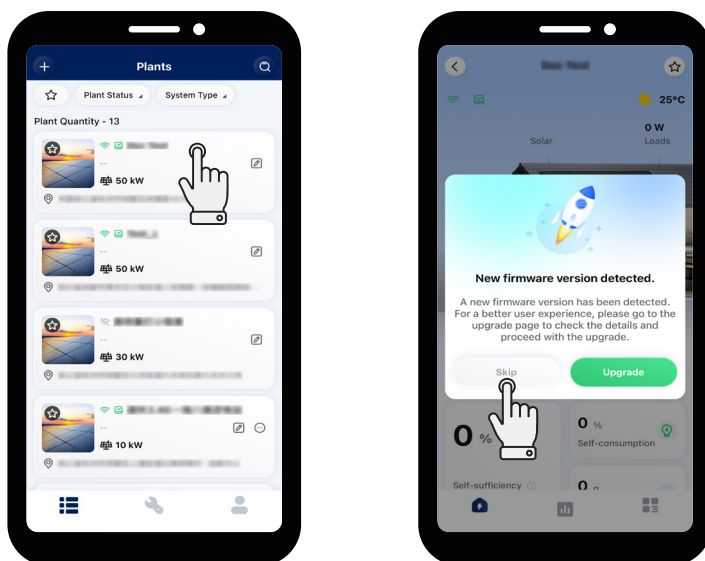 Plants
Plant Status
System Type
Plant Quantity - 13
--
50 kW
--
50 kW
--
30 kW
--
10 kW
25°C
0 W
Solar
Loads
New firmware version detected.
A new firmware version has been detected.
For a better user experience, please go to the
upgrade page to check the details and
proceed with the upgrade.
Skip
Upgrade
0 %
Self-sufficiency
0 %
Self-consumption
0